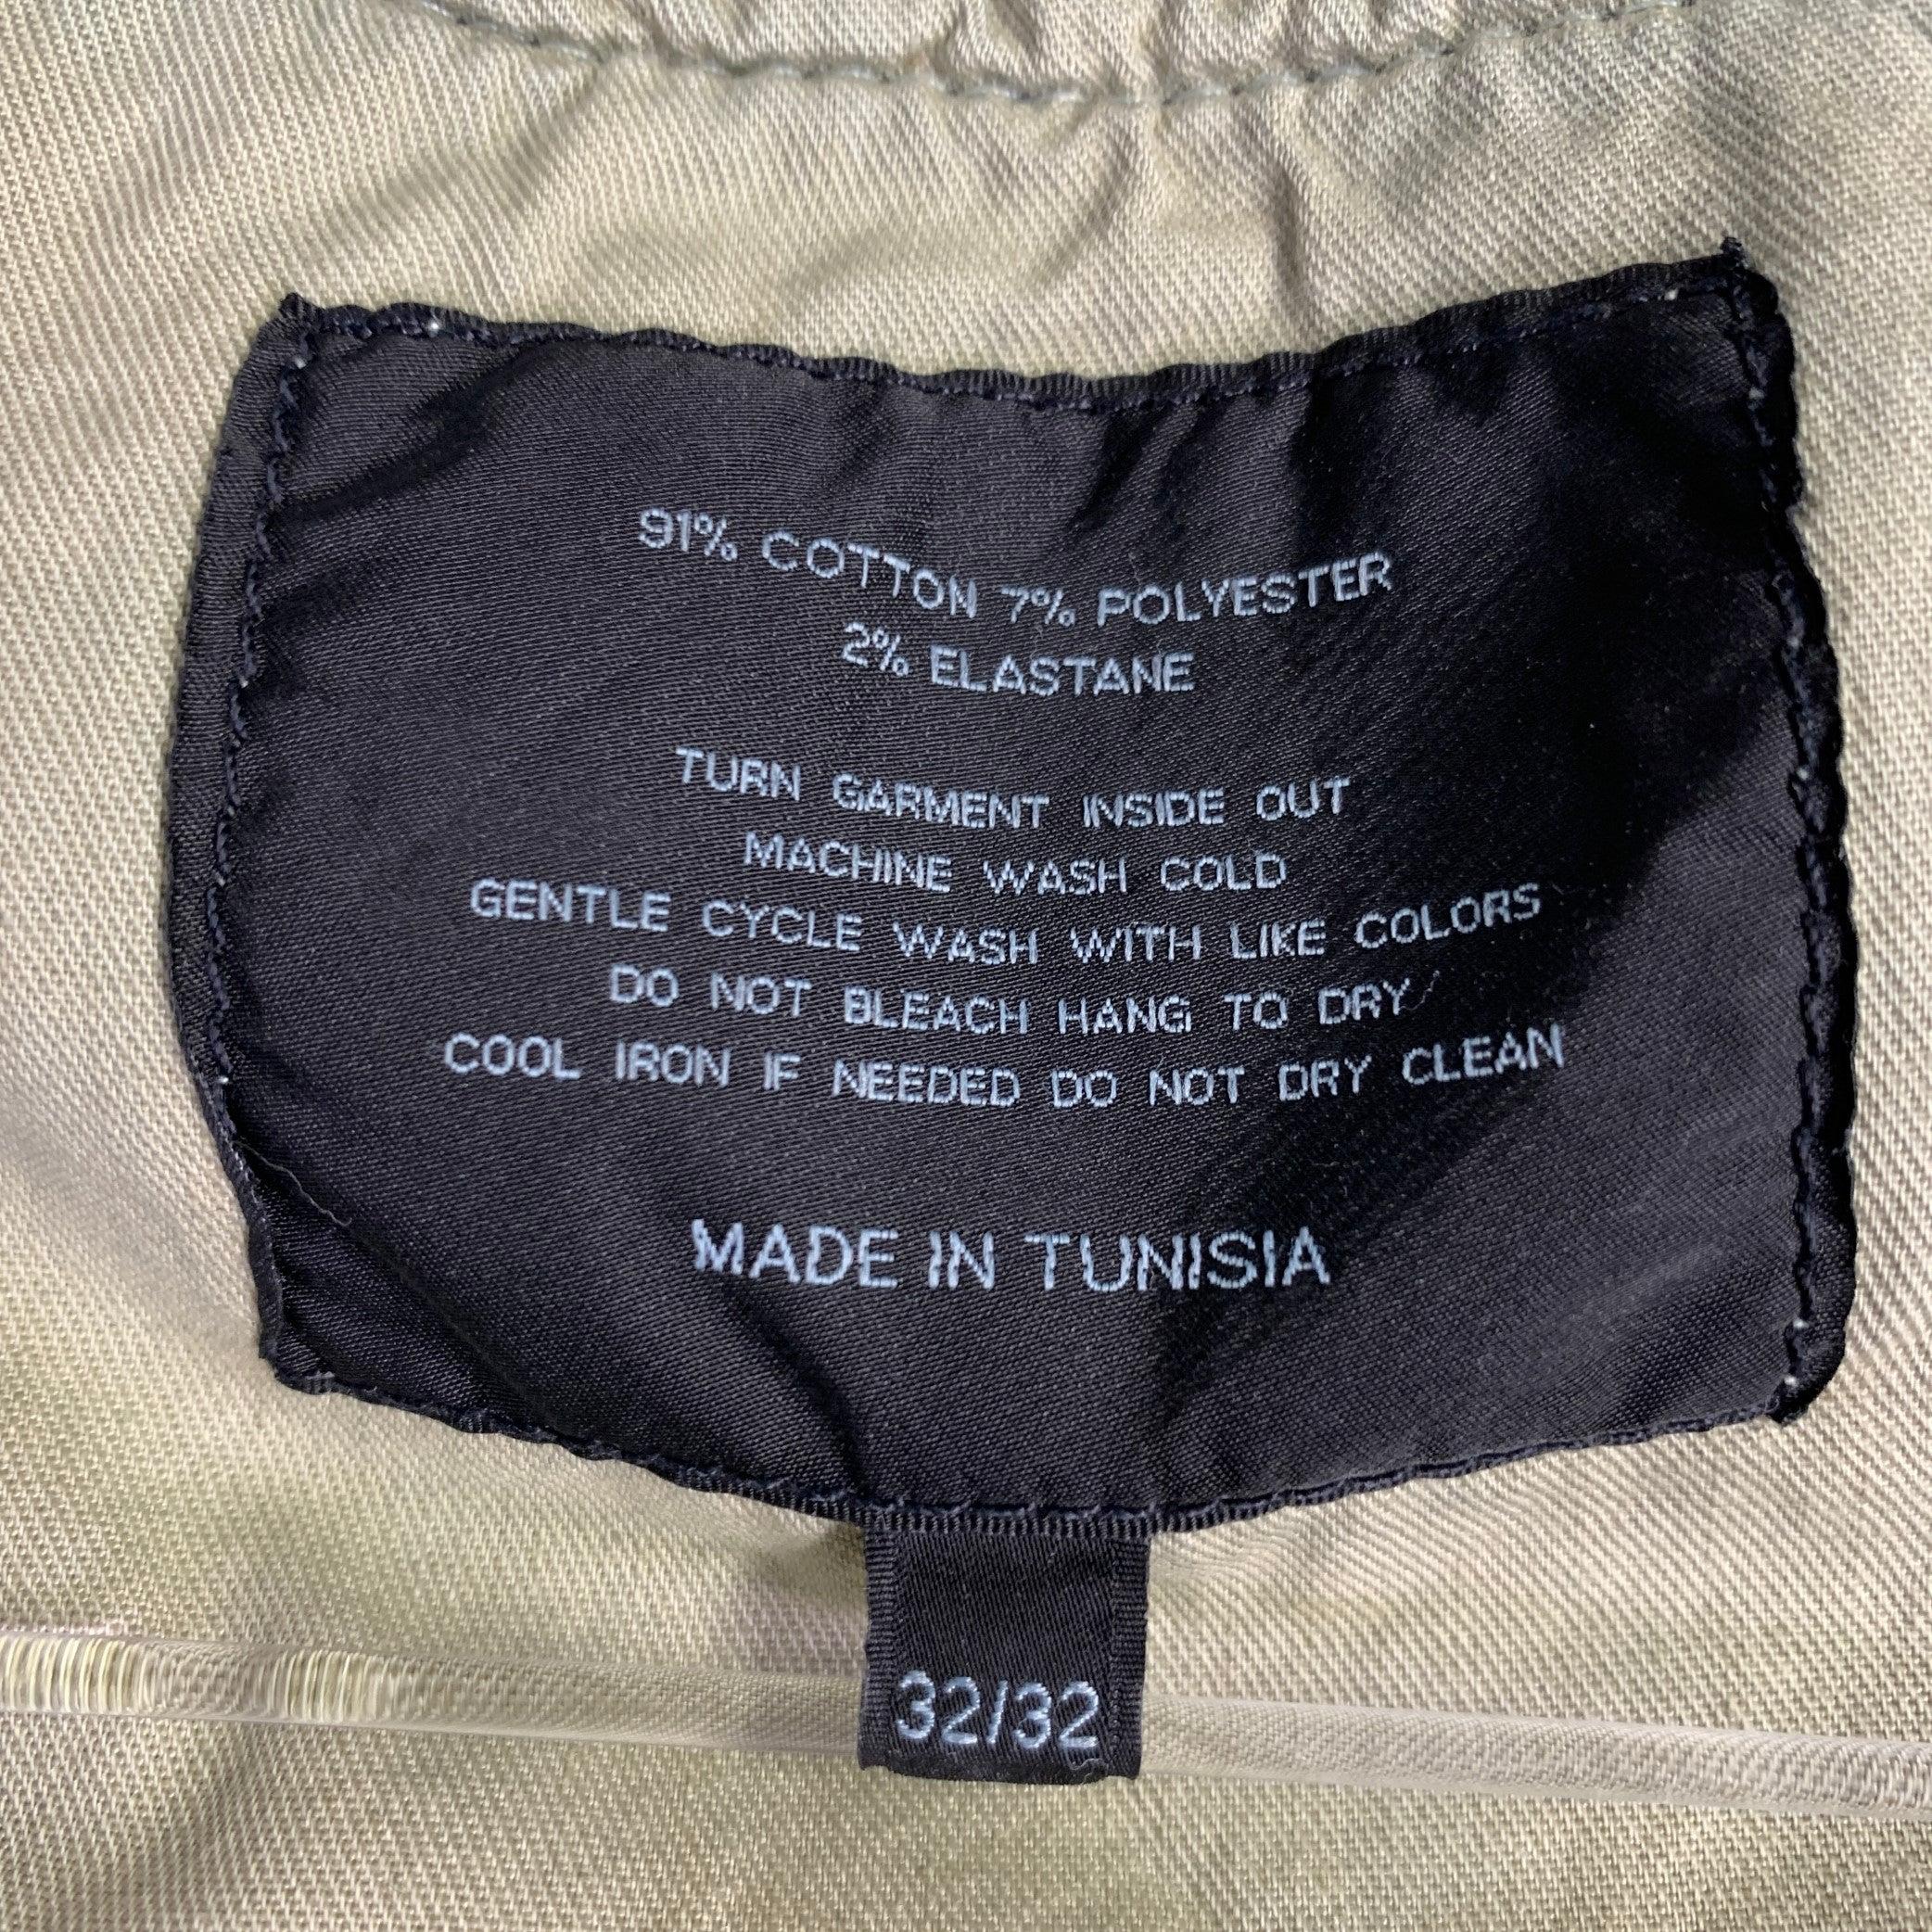 91% COTTON 7% POLYESTER
2% ELASTANE
TURN GARMENT INSIDE OUT
MACHINE WASH COLD
GENTLE CYCLE WASH WITH LIKE COLORS
DO NOT BLEACH HANG TO DRY
COOL IRON IF NEEDED DO NOT DRY CLEAN
MADE IN TUNISIA
32/32